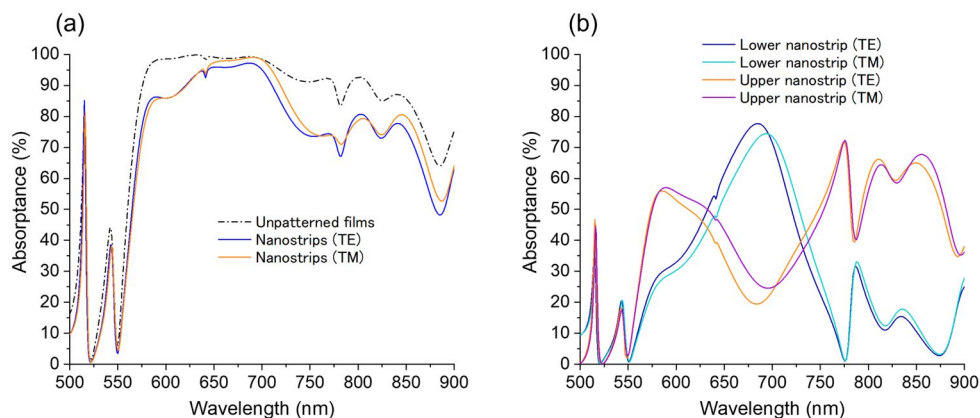 (a)
100
90
80
70
60
50
40
30
20
10
0
Absorptance (%)
Unpatterned films
Nanostrips (TE)
Nanostrips (TM)
500 550 600 650 700 750 800 850 900
Wavelength (nm)
(b)
100
90
80
70
60
50
40
30
20
10
0
Absorptance (%)
Lower nanostrip (TE)
Lower nanostrip (TM)
Upper nanostrip (TE)
Upper nanostrip (TM)
500 550 600 650 700 750 800 850 900
Wavelength (nm)